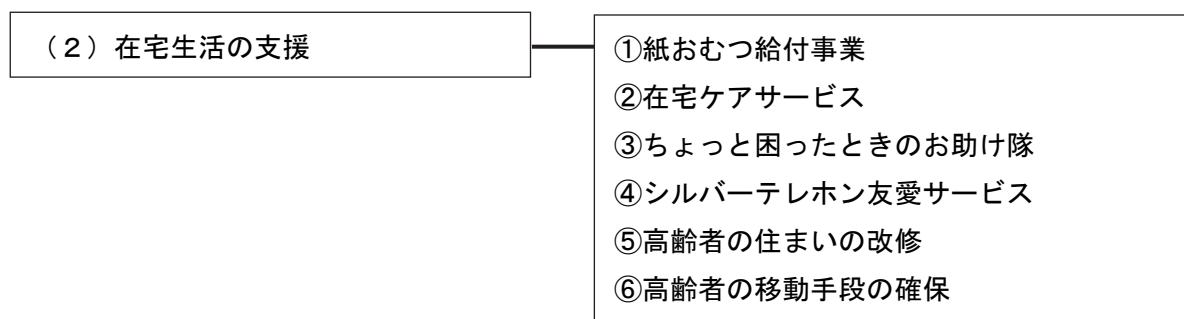 （２）在宅生活の支援
①紙おむつ給付事業
②在宅ケアサービス
③ちょっと困ったときのお助け隊
④シルバーテレホン友愛サービス
⑤高齢者の住まいの改修
⑥高齢者の移動手段の確保